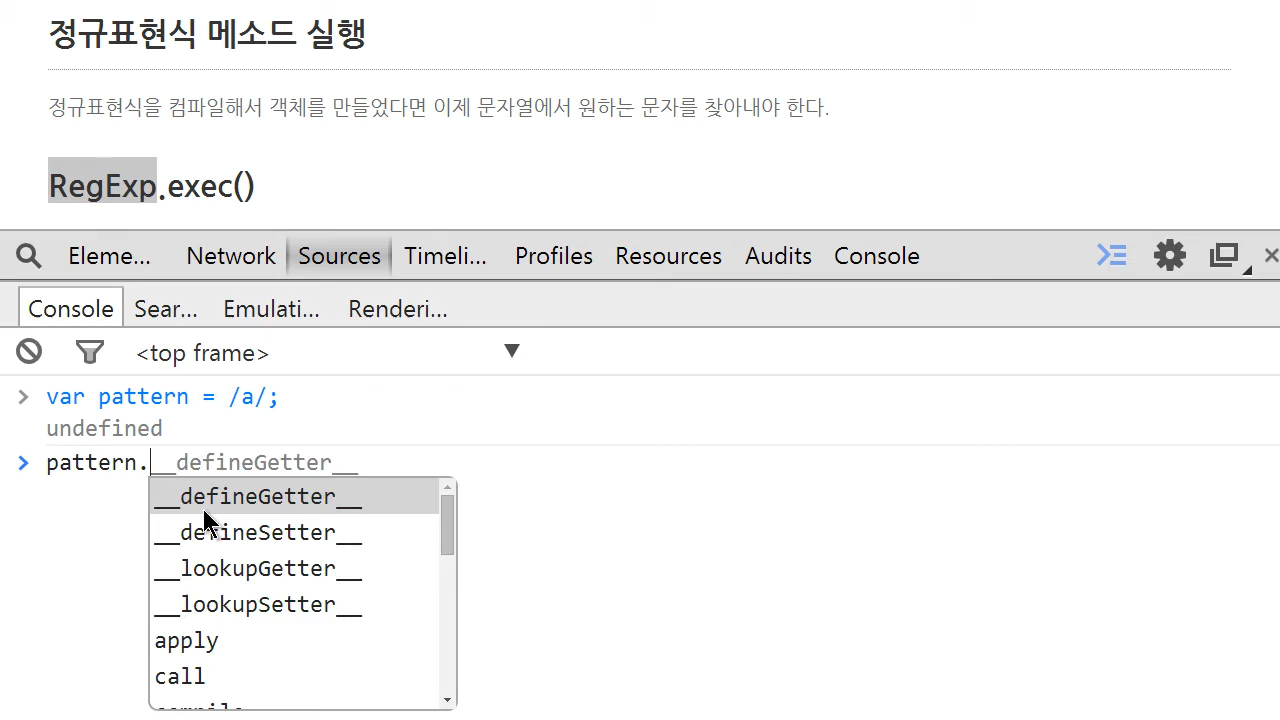 정규표현식 메소드 실행
정규표현식을 컴파일해서 객체를 만들었다면 이제 문자열에서 원하는 문자를 찾아내야 한다.
RegExp.exec()
Eleme... Network Sources Timeli... Profiles Resources Audits Console
Console Sear... Emulati... Renderi...
<top frame>
var pattern = /a/;
undefined
pattern.__defineGetter__
__defineGetter__
__defineSetter__
__lookupGetter__
__lookupSetter__
apply
call
compile